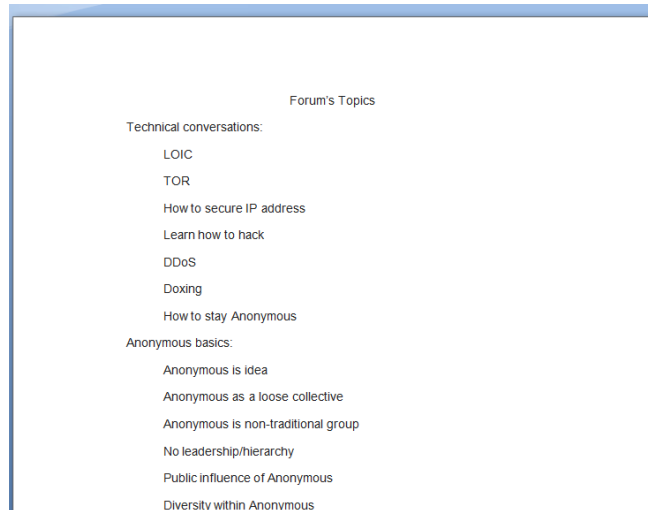 Forum's Topics
Technical conversations:
LOIC
TOR
How to secure IP address
Learn how to hack
DDoS
Doxing
How to stay Anonymous
Anonymous basics:
Anonymous is idea
Anonymous as a loose collective
Anonymous is non-traditional group
No leadership/hierarchy
Public influence of Anonymous
Diversity within Anonymous